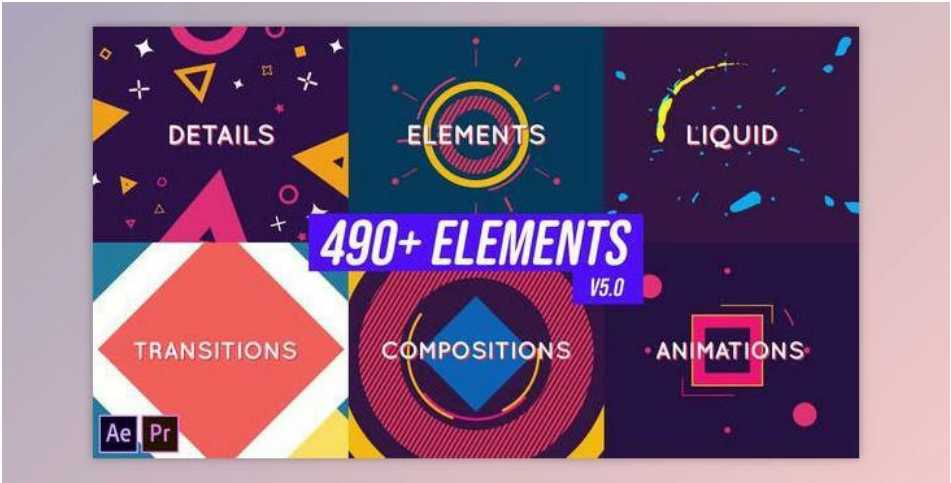 DETAILS
ELEMENTS
LIQUID
490+ ELEMENTS
V5.0
TRANSITIONS
COMPOSITIONS
ANIMATIONS
Ae
Pr